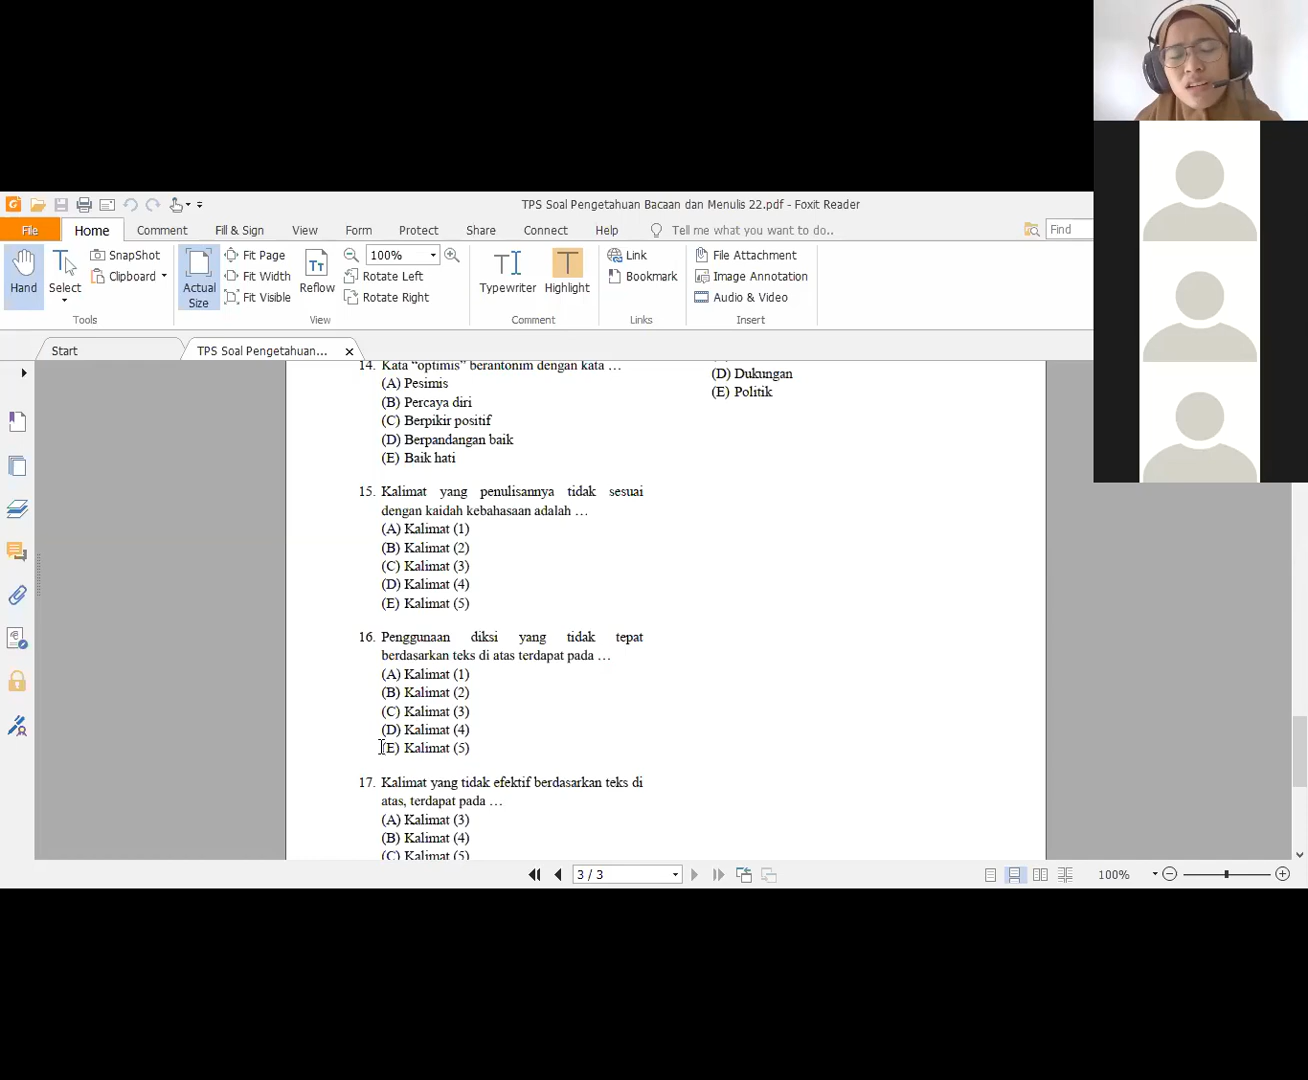 TPS Soal Pengetahuan Bacaan dan Menulis 22.pdf - Foxit Reader
File Home Comment Fill & Sign View Form Protect Share Connect Help Tell me what you want to do.. Find
Hand
Select
SnapShot
Clipboard
Tools
Actual Size
Fit Page
Fit Width
Fit Visible
Reflow
100%
Rotate Left
Rotate Right
View
Typewriter
Highlight
Comment
Link
Bookmark
Links
File Attachment
Image Annotation
Audio & Video
Insert
Start
TPS Soal Pengetahuan...
14. Kata “optimis” berantonim dengan kata …
(A) Pesimis
(B) Percaya diri
(C) Berpikir positif
(D) Berpandangan baik
(E) Baik hati
15. Kalimat yang penulisannya tidak sesuai
dengan kaidah kebahasaan adalah …
(A) Kalimat (1)
(B) Kalimat (2)
(C) Kalimat (3)
(D) Kalimat (4)
(E) Kalimat (5)
16. Penggunaan diksi yang tidak tepat
berdasarkan teks di atas terdapat pada …
(A) Kalimat (1)
(B) Kalimat (2)
(C) Kalimat (3)
(D) Kalimat (4)
(E) Kalimat (5)
17. Kalimat yang tidak efektif berdasarkan teks di
atas, terdapat pada …
(A) Kalimat (3)
(B) Kalimat (4)
(C) Kalimat (5)
(D) Dukungan
(E) Politik
3 / 3
100%